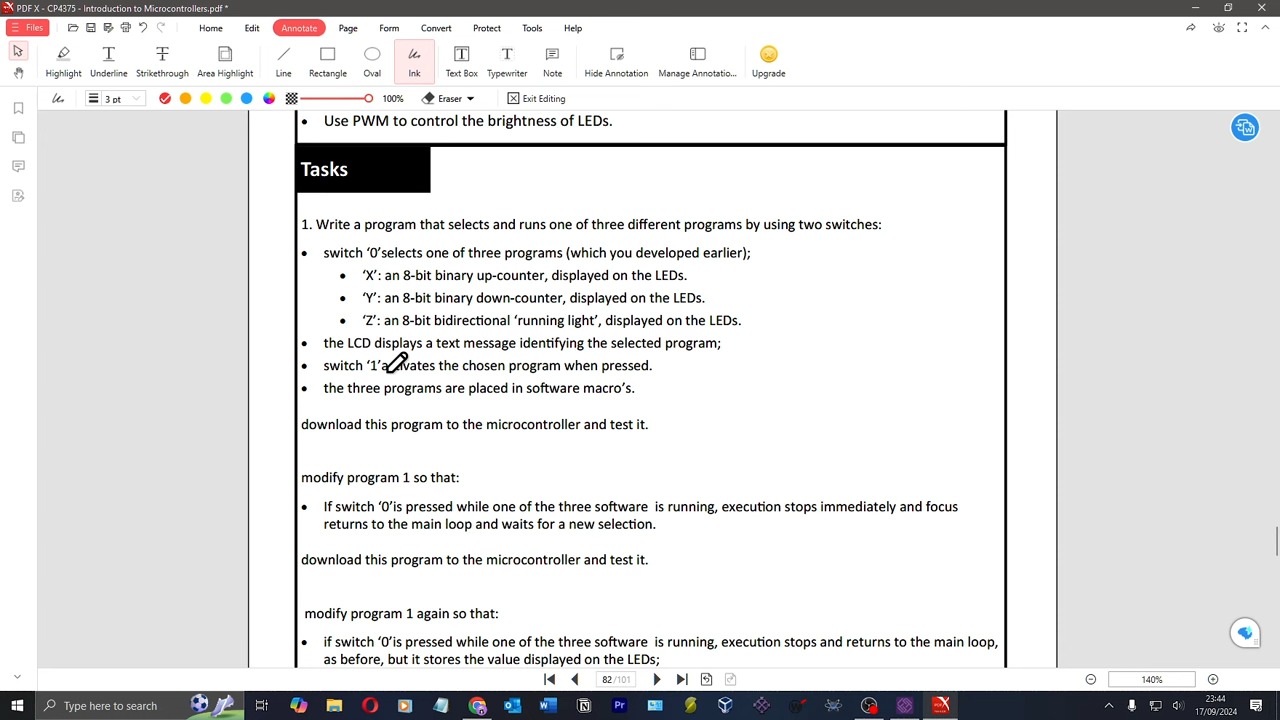 PDF X - CP4375 - Introduction to Microcontrollers.pdf *
Files
Home Edit Annotate Page Form Convert Protect Tools Help
Highlight Underline Strikethrough Area Highlight Line Rectangle Oval Ink Text Box Typewriter Note Hide Annotation Manage Annotatio... Upgrade
3 pt 100% Eraser Exit Editing
• Use PWM to control the brightness of LEDs.
Tasks
1. Write a program that selects and runs one of three different programs by using two switches:
• switch ‘0’selects one of three programs (which you developed earlier);
• ‘X’: an 8-bit binary up-counter, displayed on the LEDs.
• ‘Y’: an 8-bit binary down-counter, displayed on the LEDs.
• ‘Z’: an 8-bit bidirectional ‘running light’, displayed on the LEDs.
• the LCD displays a text message identifying the selected program;
• switch ‘1’activates the chosen program when pressed.
• the three programs are placed in software macro’s.
download this program to the microcontroller and test it.
modify program 1 so that:
• If switch ‘0’is pressed while one of the three software is running, execution stops immediately and focus
returns to the main loop and waits for a new selection.
download this program to the microcontroller and test it.
modify program 1 again so that:
• if switch ‘0’is pressed while one of the three software is running, execution stops and returns to the main loop,
as before, but it stores the value displayed on the LEDs;
82 /101 140%
Type here to search
23:44
17/09/2024